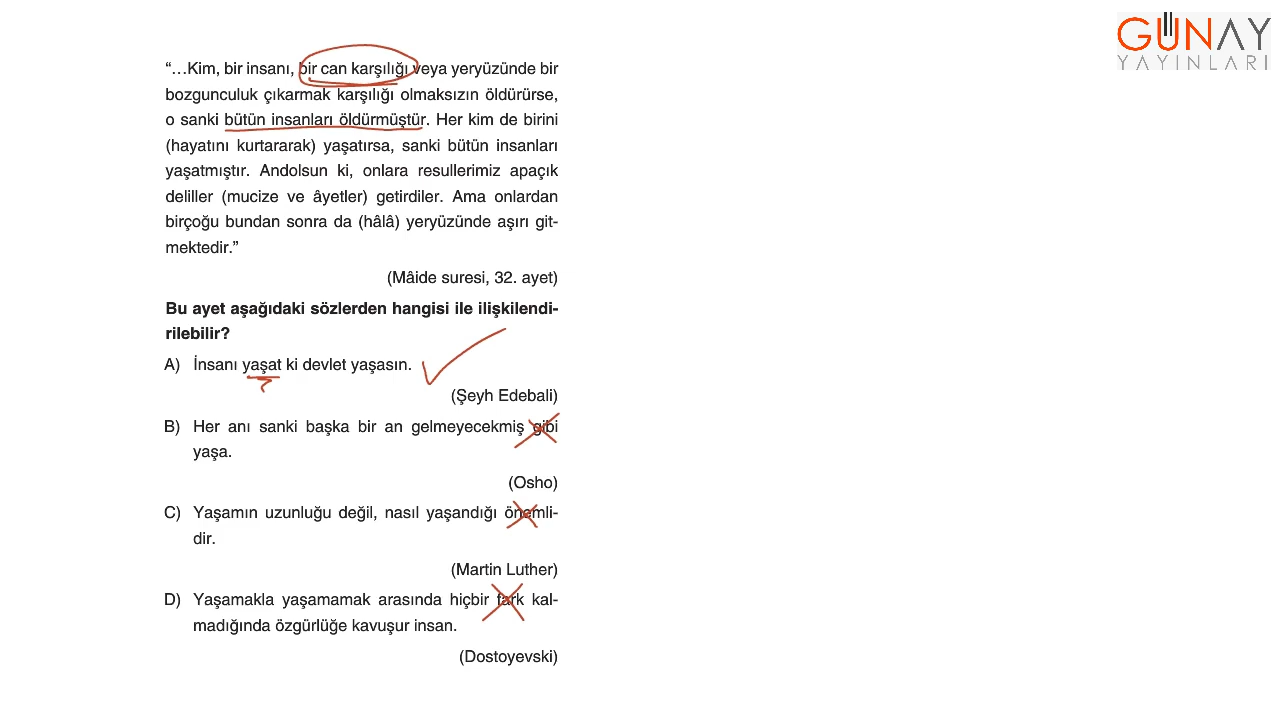 GÜNAY
YAYINLARI
“...Kim, bir insanı, bir can karşılığı veya yeryüzünde bir
bozgunculuk çıkarmak karşılığı olmaksızın öldürürse,
o sanki bütün insanları öldürmüştür. Her kim de birini
(hayatını kurtararak) yaşatırsa, sanki bütün insanları
yaşatmıştır. Andolsun ki, onlara resullerimiz apaçık
deliller (mucize ve âyetler) getirdiler. Ama onlardan
birçoğu bundan sonra da (hâlâ) yeryüzünde aşırı git-
mektedir.”
(Mâide suresi, 32. ayet)
Bu ayet aşağıdaki sözlerden hangisi ile ilişkilendi-
rilebilir?
A) İnsanı yaşat ki devlet yaşasın.
(Şeyh Edebali)
B) Her anı sanki başka bir an gelmeyecekmiş gibi
yaşa.
(Osho)
C) Yaşamın uzunluğu değil, nasıl yaşandığı önemli-
dir.
(Martin Luther)
D) Yaşamakla yaşamamak arasında hiçbir fark kal-
madığında özgürlüğe kavuşur insan.
(Dostoyevski)